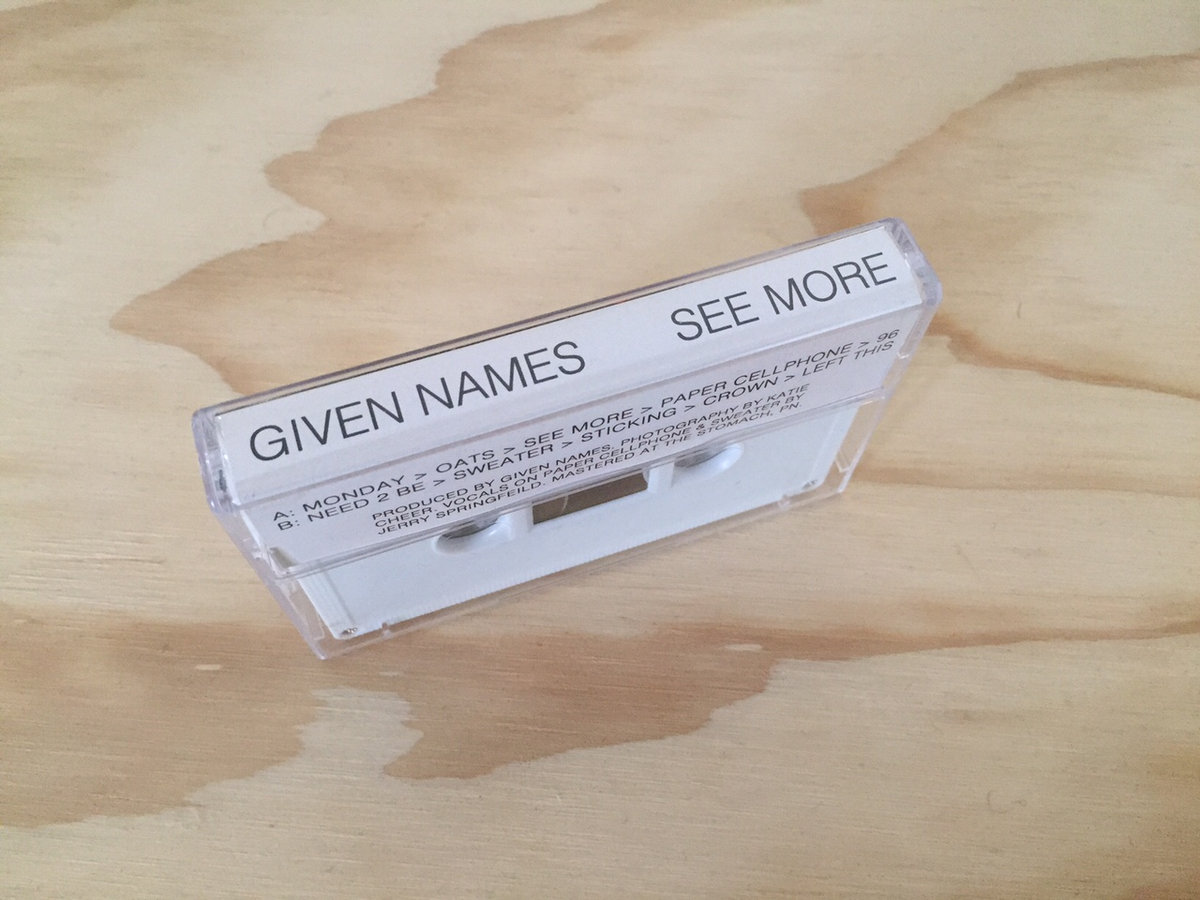 GIVEN NAMES SEE MORE
A: MONDAY > OATS > SEE MORE > PAPER CELLPHONE > 96
B: NEED 2 BE > SWEATER > STICKING > CROWN > LEFT THIS
PRODUCED BY GIVEN NAMES. PHOTOGRAPHY BY KATIE
CHEER. VOCALS ON PAPER CELLPHONE & SWEATER BY
JERRY SPRINGFEILD. MASTERED AT THE STOMACH, PN.